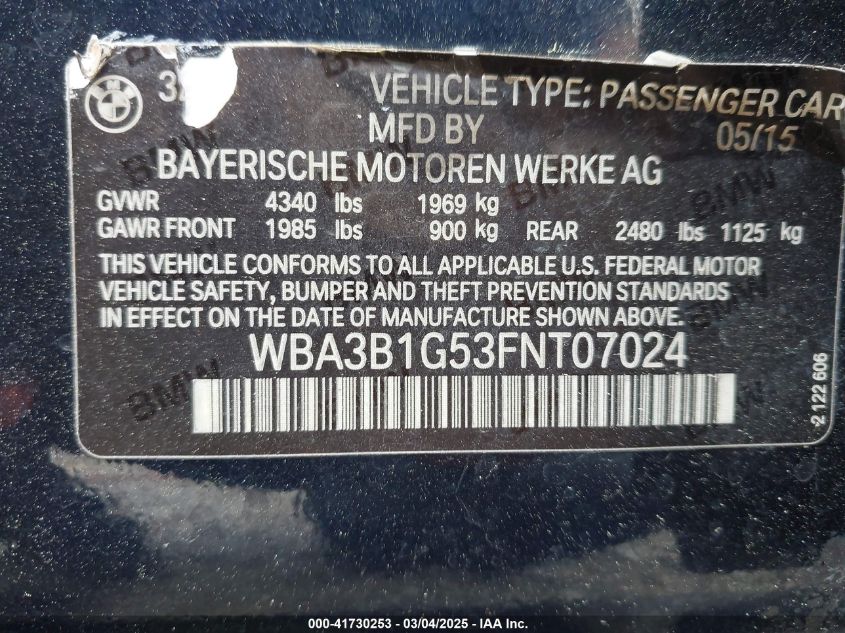 BMW
VEHICLE TYPE: PASSENGER CAR
MFD BY 05/15
BAYERISCHE MOTOREN WERKE AG
GVWR 4340 lbs 1969 kg
GAWR FRONT 1985 lbs 900 kg REAR 2480 lbs 1125 kg
THIS VEHICLE CONFORMS TO ALL APPLICABLE U.S. FEDERAL MOTOR
VEHICLE SAFETY, BUMPER AND THEFT PREVENTION STANDARDS
IN EFFECT ON THE DATE OF MANUFACTURE SHOWN ABOVE.
WBA3B1G53FNT07024
2 122 606
000-41730253 - 03/04/2025 - IAA Inc.